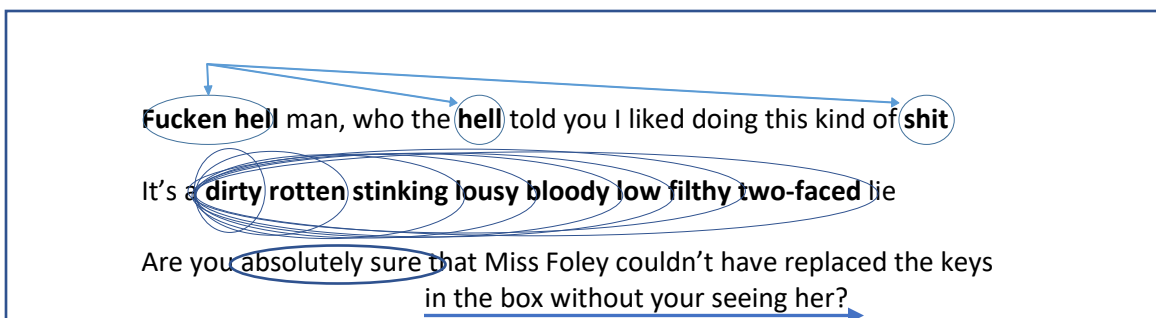 Fucken hell man, who the hell told you I liked doing this kind of shit
It's a dirty rotten stinking lousy bloody low filthy two-faced lie
Are you absolutely sure that Miss Foley couldn't have replaced the keys
in the box without your seeing her?